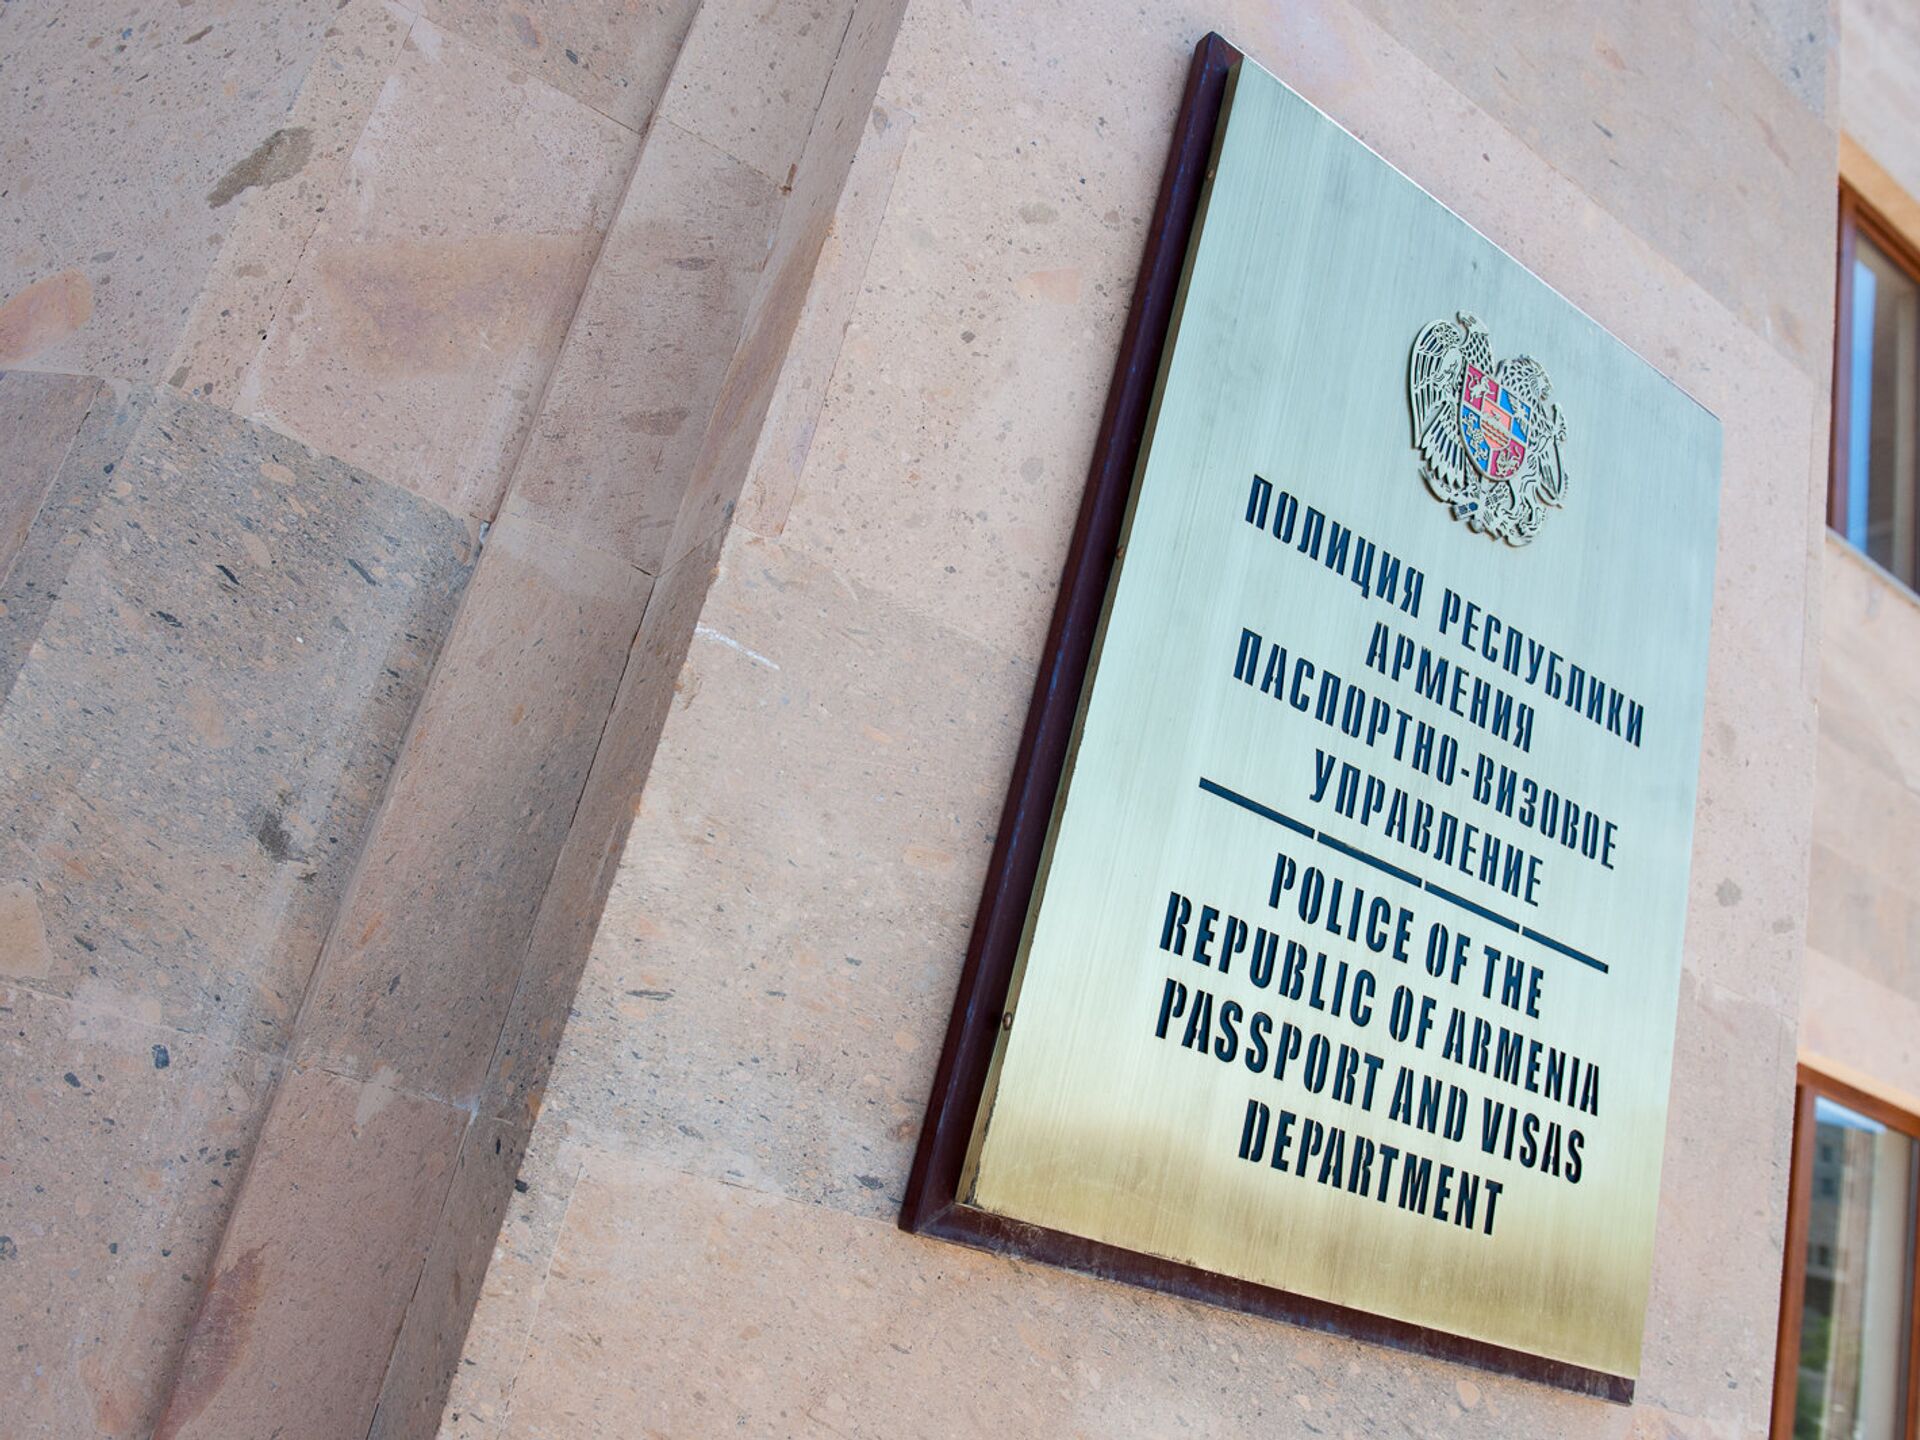 ПОЛИЦИЯ РЕСПУБЛИКИ
АРМЕНИЯ
ПАСПОРТНО-ВИЗОВОЕ
УПРАВЛЕНИЕ
POLICE OF THE
REPUBLIC OF ARMENIA
PASSPORT AND VISAS
DEPARTMENT